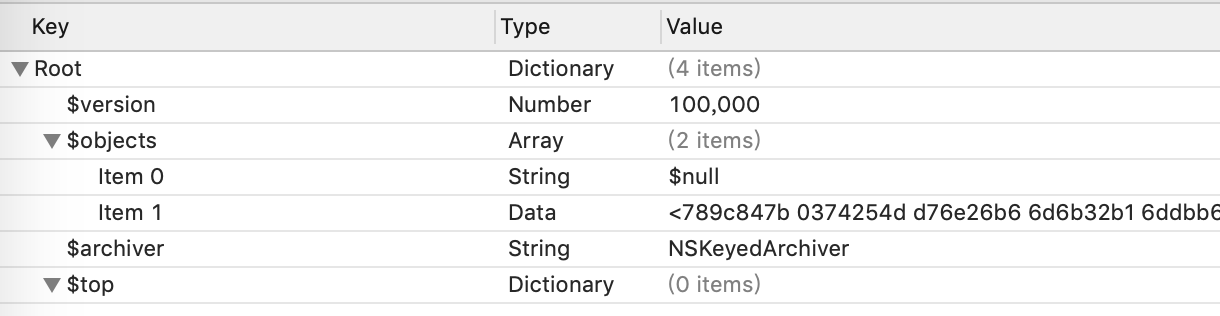 Key Type Value
Root Dictionary (4 items)
$version Number 100,000
$objects Array (2 items)
Item 0 String $null
Item 1 Data <789c847b 0374254d d76e26b6 6d6b32b1 6ddbb6
$archiver String NSKeyedArchiver
$top Dictionary (0 items)